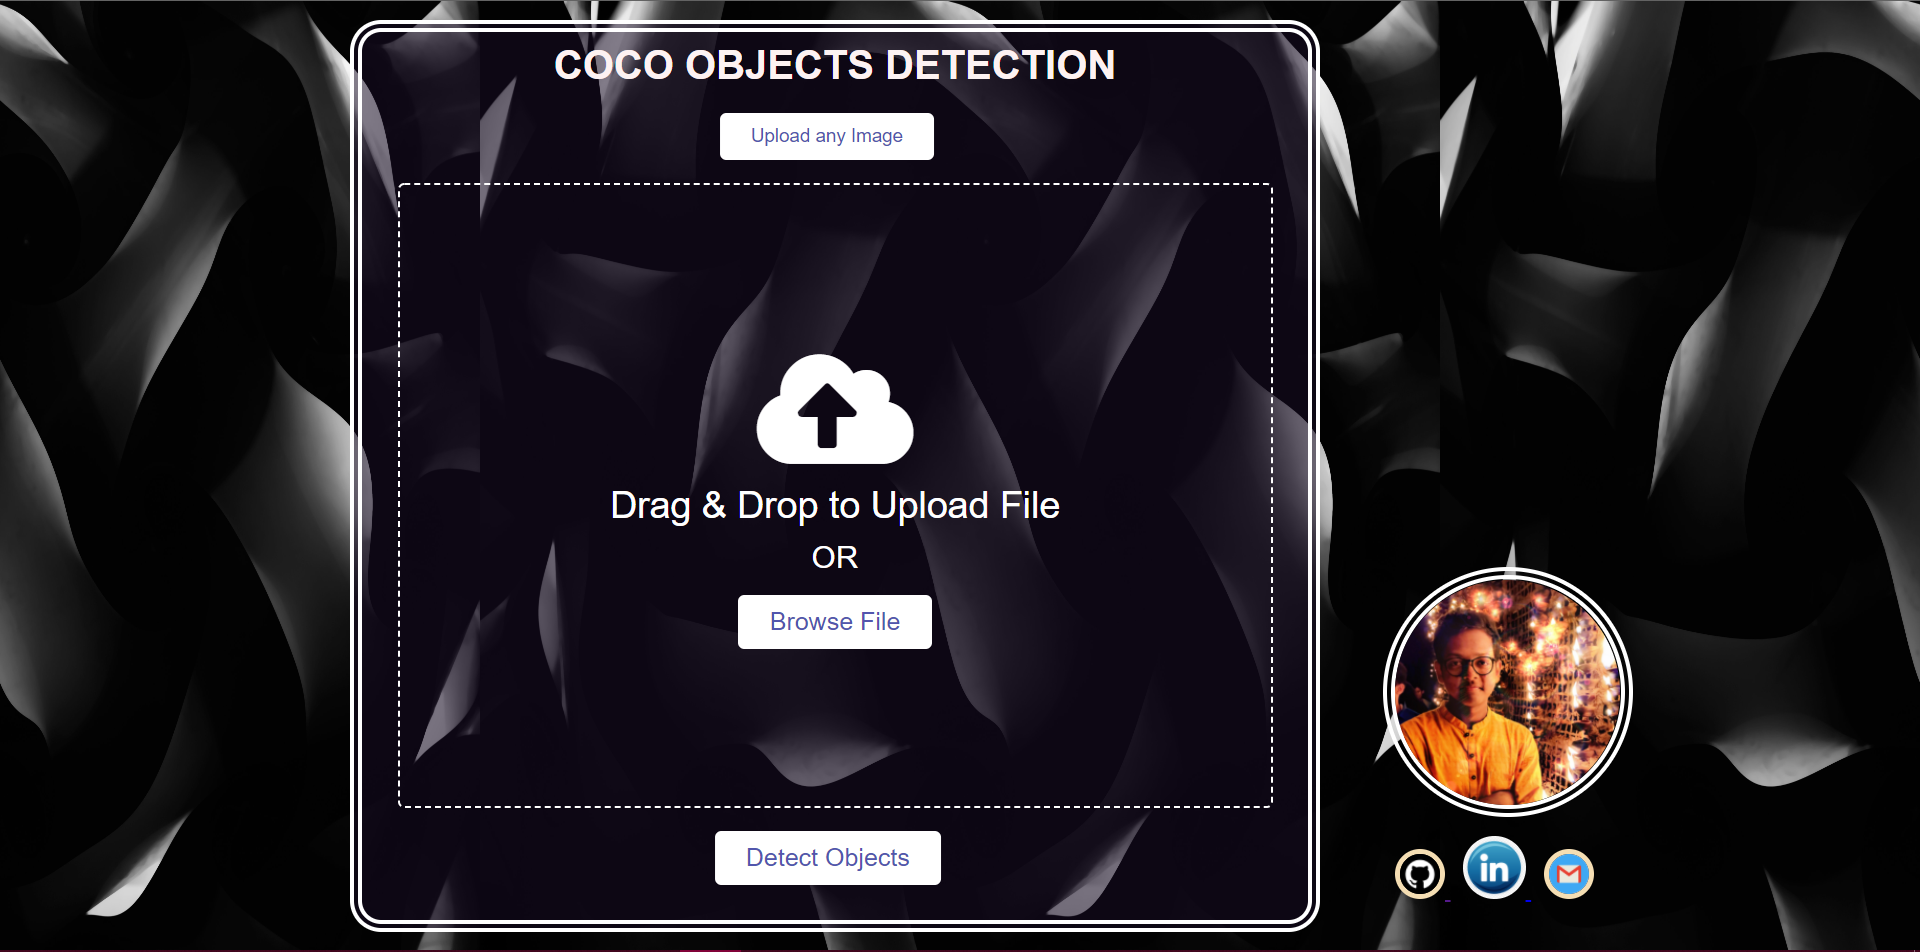 COCO OBJECTS DETECTION
Upload any Image
Drag & Drop to Upload File
OR
Browse File
Detect Objects
in